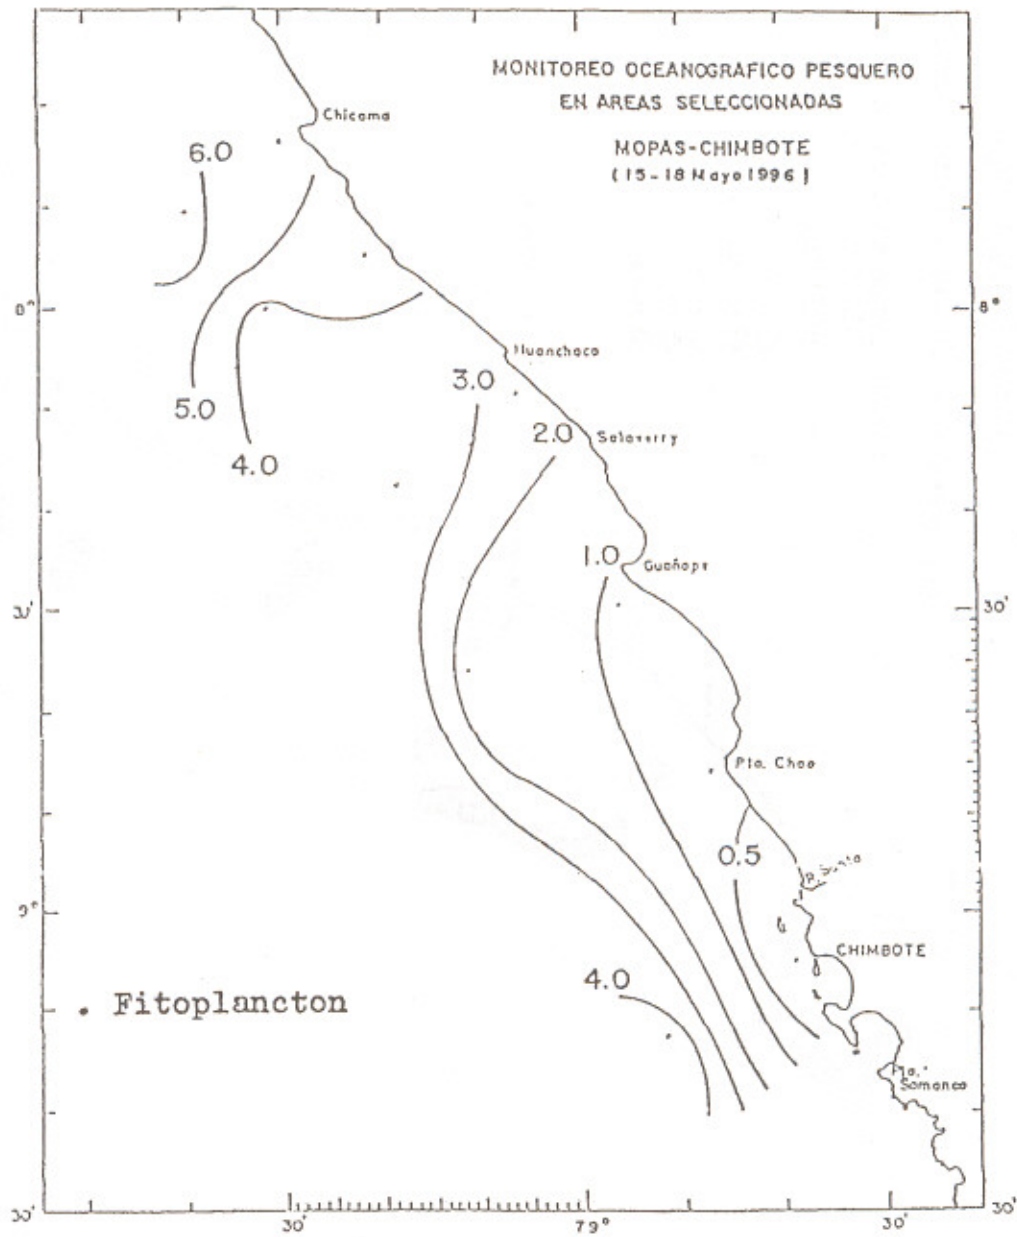 MONITOREO OCEANOGRAFICO PESQUERO
EN AREAS SELECCIONADAS
MOPAS-CHIMBOTE
(15-18 Mayo 1996)
Chicama
6.0
8°
8°
Huanchaco
3.0
5.0
2.0
Salaverry
4.0
1.0
Guañape
30'
30'
Pta. Chao
0.5
R. Santa
9°
CHIMBOTE
4.0
• Fitoplancton
Pta.
Samanco
30'
30'
30'
79°
30'